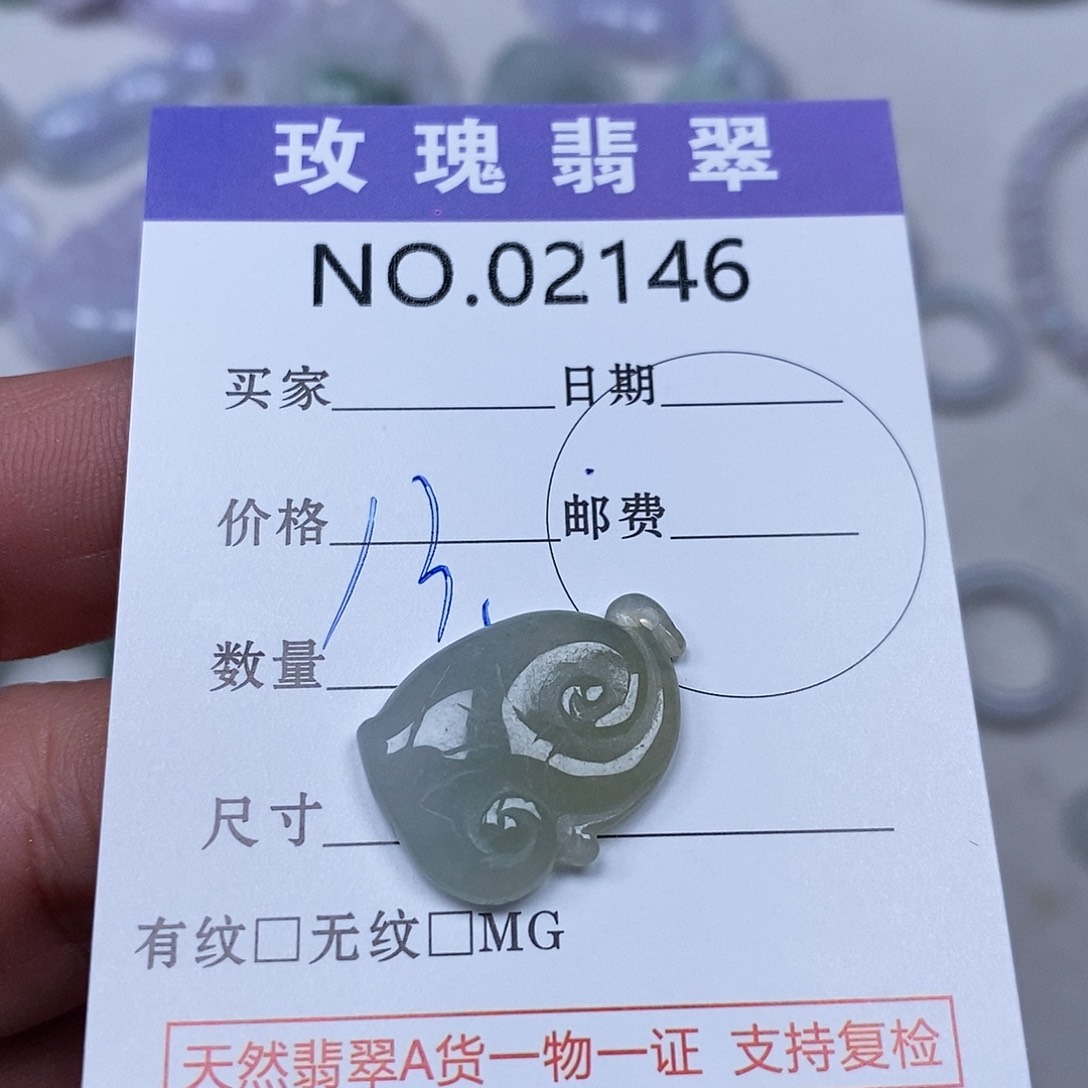 玫瑰翡翠
NO.02146
买家 日期
价格 邮费
数量
尺寸
有纹□无纹□MG
天然翡翠A货一物一证 支持复检